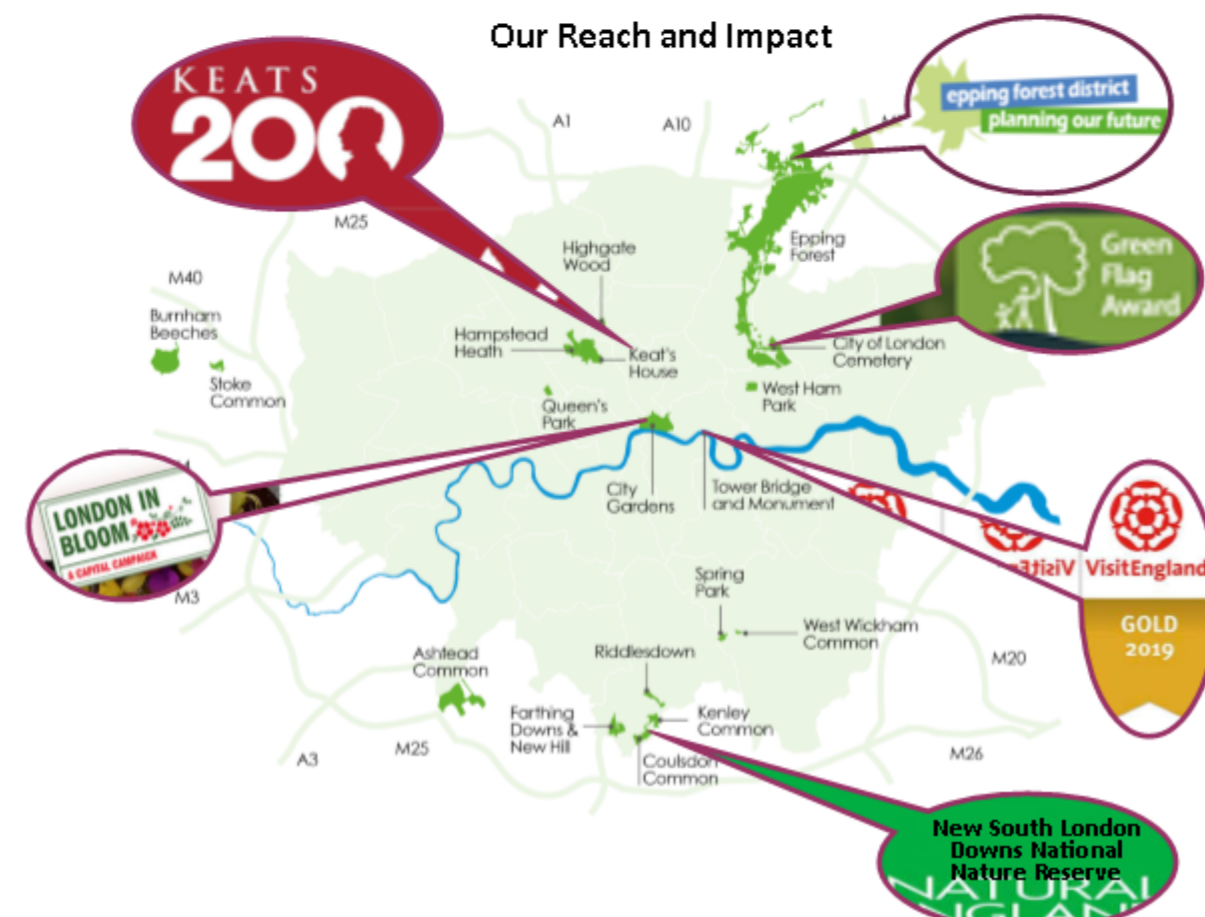 Our Reach and Impact
KEATS
200
epping forest district
planning our future
A1
A10
M25
Highgate
Wood
Epping
Forest
Green
Flag
Award
M40
Burnham
Beeches
Hampstead
Heath
Keat's
House
City of London
Cemetery
Stoke
Common
Queen's
Park
West Ham
Park
LONDON IN
BLOOM
A CAPITAL CAMPAIGN
City
Gardens
Tower Bridge
and Monument
VisitEngland
GOLD
2019
M3
Spring
Park
West Wickham
Common
Ashtead
Common
Riddlesdown
M20
Farthing
Downs &
New Hill
Kenley
Common
A3
M25
Coulsdon
Common
M26
New South London
Downs National
Nature Reserve
NATURAL
ENGLAND